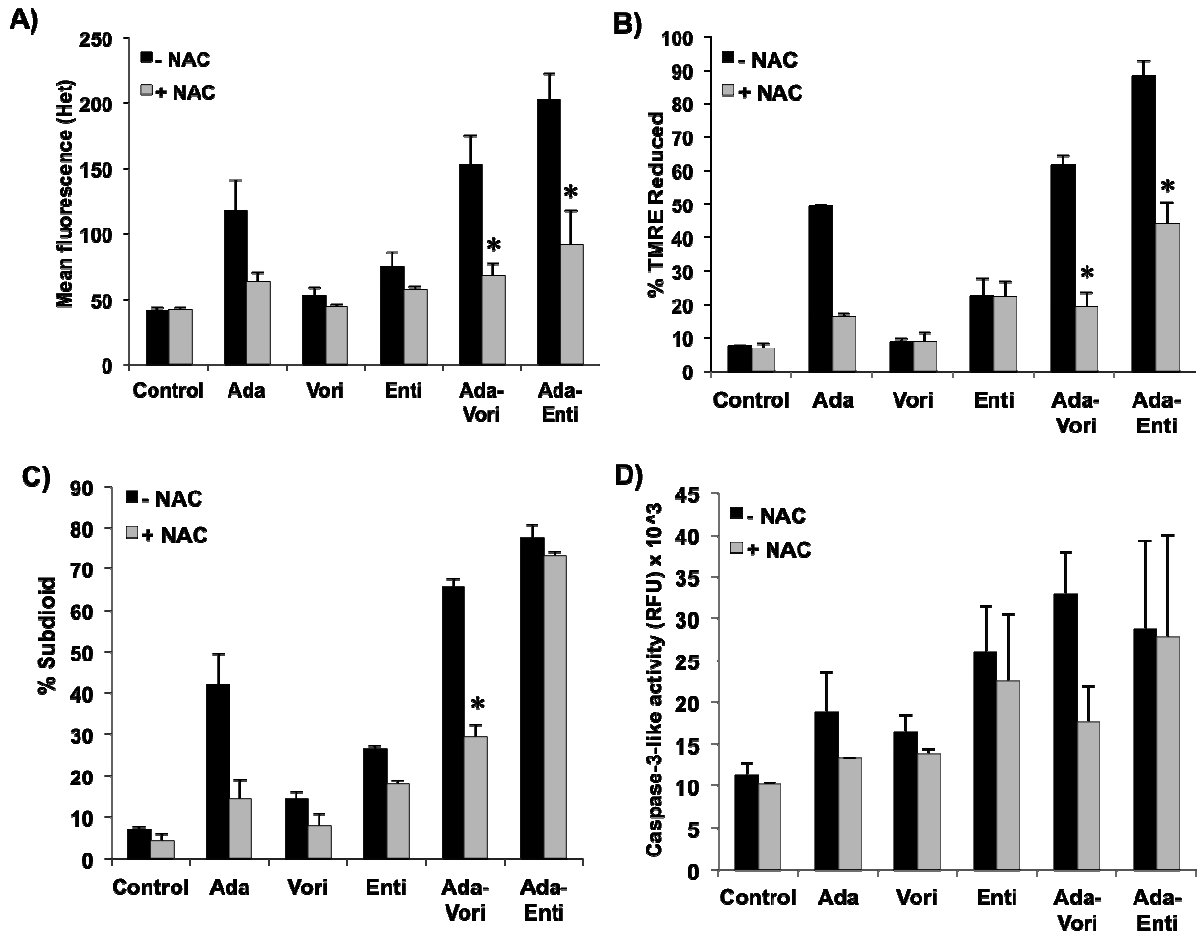 A)
Mean fluorescence (Het)
250
200
150
100
50
0
- NAC
+ NAC
*
*
Control Ada Vori Enti Ada- Ada-
Vori Enti
B)
% TMRE Reduced
100
90
80
70
60
50
40
30
20
10
0
- NAC
+ NAC
*
*
Control Ada Vori Enti Ada- Ada-
Vori Enti
C)
% Subdioid
90
80
70
60
50
40
30
20
10
0
- NAC
+ NAC
*
Control Ada Vori Enti Ada- Ada-
Vori Enti
D)
Caspase-3-like activity (RFU) x 10^3
45
40
35
30
25
20
15
10
5
0
- NAC
+ NAC
Control Ada Vori Enti Ada- Ada-
Vori Enti